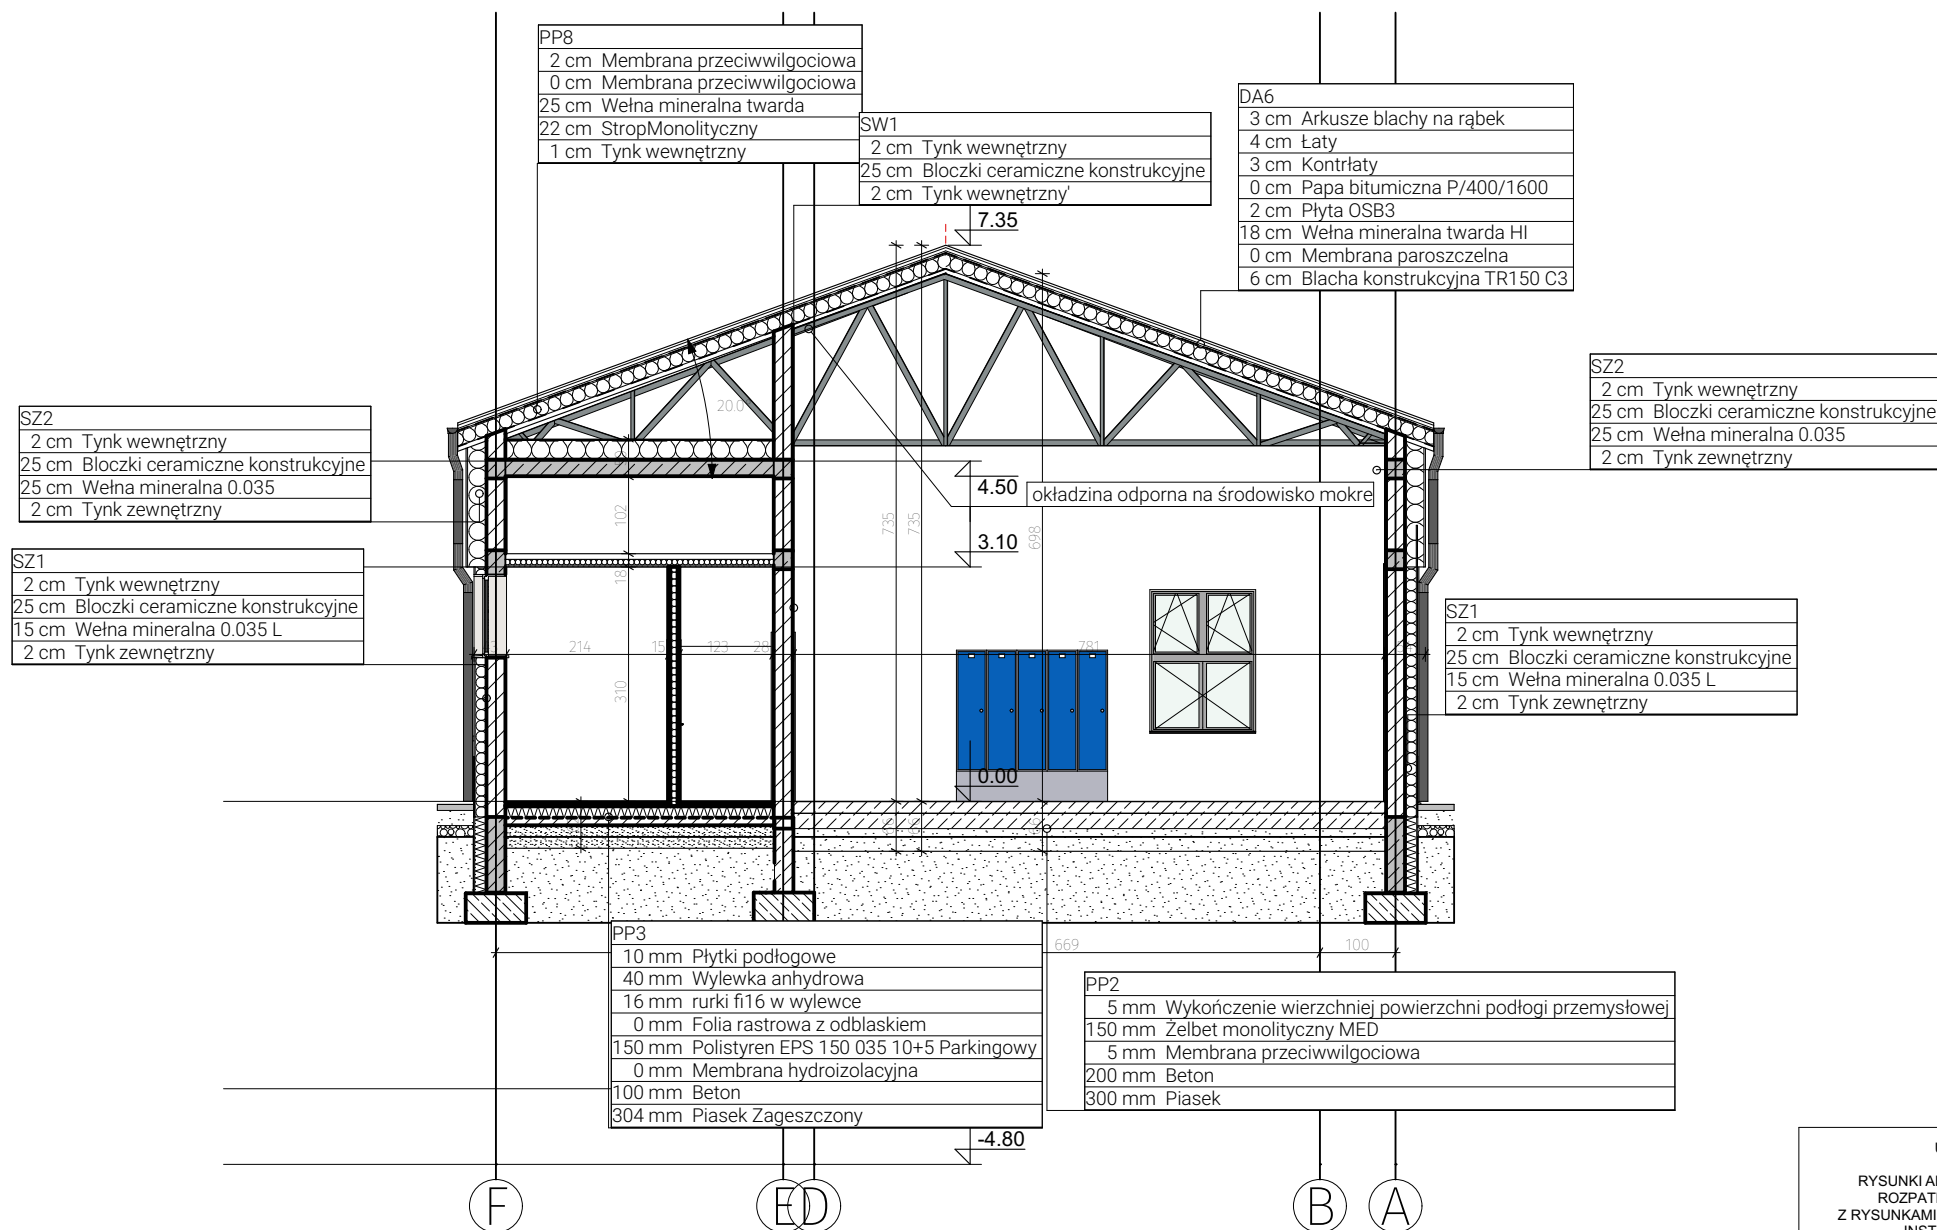 PP8
2 cm Membrana przeciwwilgociowa
0 cm Membrana przeciwwilgociowa
25 cm Wełna mineralna twarda
22 cm StropMonolityczny
1 cm Tynk wewnętrzny
SW1
2 cm Tynk wewnętrzny
25 cm Bloczki ceramiczne konstrukcyjne
2 cm Tynk wewnętrzny'
DA6
3 cm Arkusze blachy na rąbek
4 cm Łaty
3 cm Kontrłaty
0 cm Papa bitumiczna P/400/1600
2 cm Płyta OSB3
18 cm Wełna mineralna twarda HI
0 cm Membrana paroszczelna
6 cm Blacha konstrukcyjna TR150 C3
7.35
SZ2
2 cm Tynk wewnętrzny
25 cm Bloczki ceramiczne konstrukcyjne
25 cm Wełna mineralna 0.035
2 cm Tynk zewnętrzny
SZ2
2 cm Tynk wewnętrzny
25 cm Bloczki ceramiczne konstrukcyjne
25 cm Wełna mineralna 0.035
2 cm Tynk zewnętrzny
20.0
4.50
okładzina odporna na środowisko mokre
102
735
735
698
3.10
18
SZ1
2 cm Tynk wewnętrzny
25 cm Bloczki ceramiczne konstrukcyjne
15 cm Wełna mineralna 0.035 L
2 cm Tynk zewnętrzny
SZ1
2 cm Tynk wewnętrzny
25 cm Bloczki ceramiczne konstrukcyjne
15 cm Wełna mineralna 0.035 L
2 cm Tynk zewnętrzny
214
15
123
28
781
310
0.00
669
100
PP3
10 mm Płytki podłogowe
40 mm Wylewka anhydrowa
16 mm rurki fi16 w wylewce
0 mm Folia rastrowa z odblaskiem
150 mm Polistyren EPS 150 035 10+5 Parkingowy
0 mm Membrana hydroizolacyjna
100 mm Beton
304 mm Piasek Zageszczony
PP2
5 mm Wykończenie wierzchniej powierzchni podłogi przemysłowej
150 mm Żelbet monolityczny MED
5 mm Membrana przeciwwilgociowa
200 mm Beton
300 mm Piasek
-4.80
F
E
D
B
A
RYSUNKI
Z RYSUNKAMI